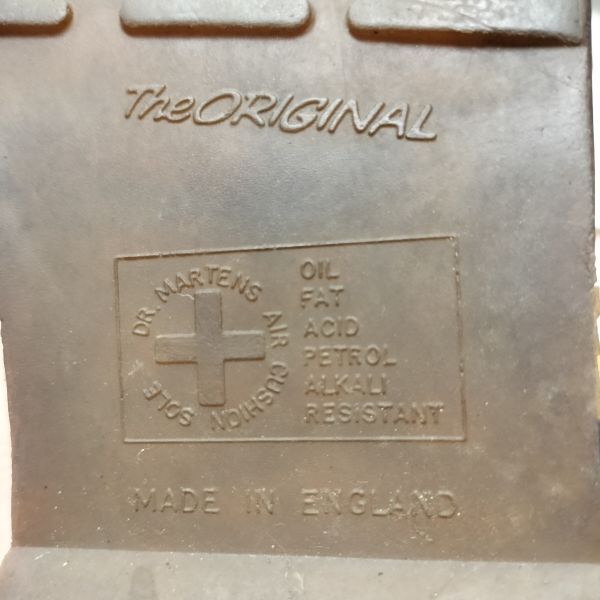 The ORIGINAL
DR. MARTENS AIR CUSHION SOLE
OIL
FAT
ACID
PETROL
ALKALI
RESISTANT
MADE IN ENGLAND